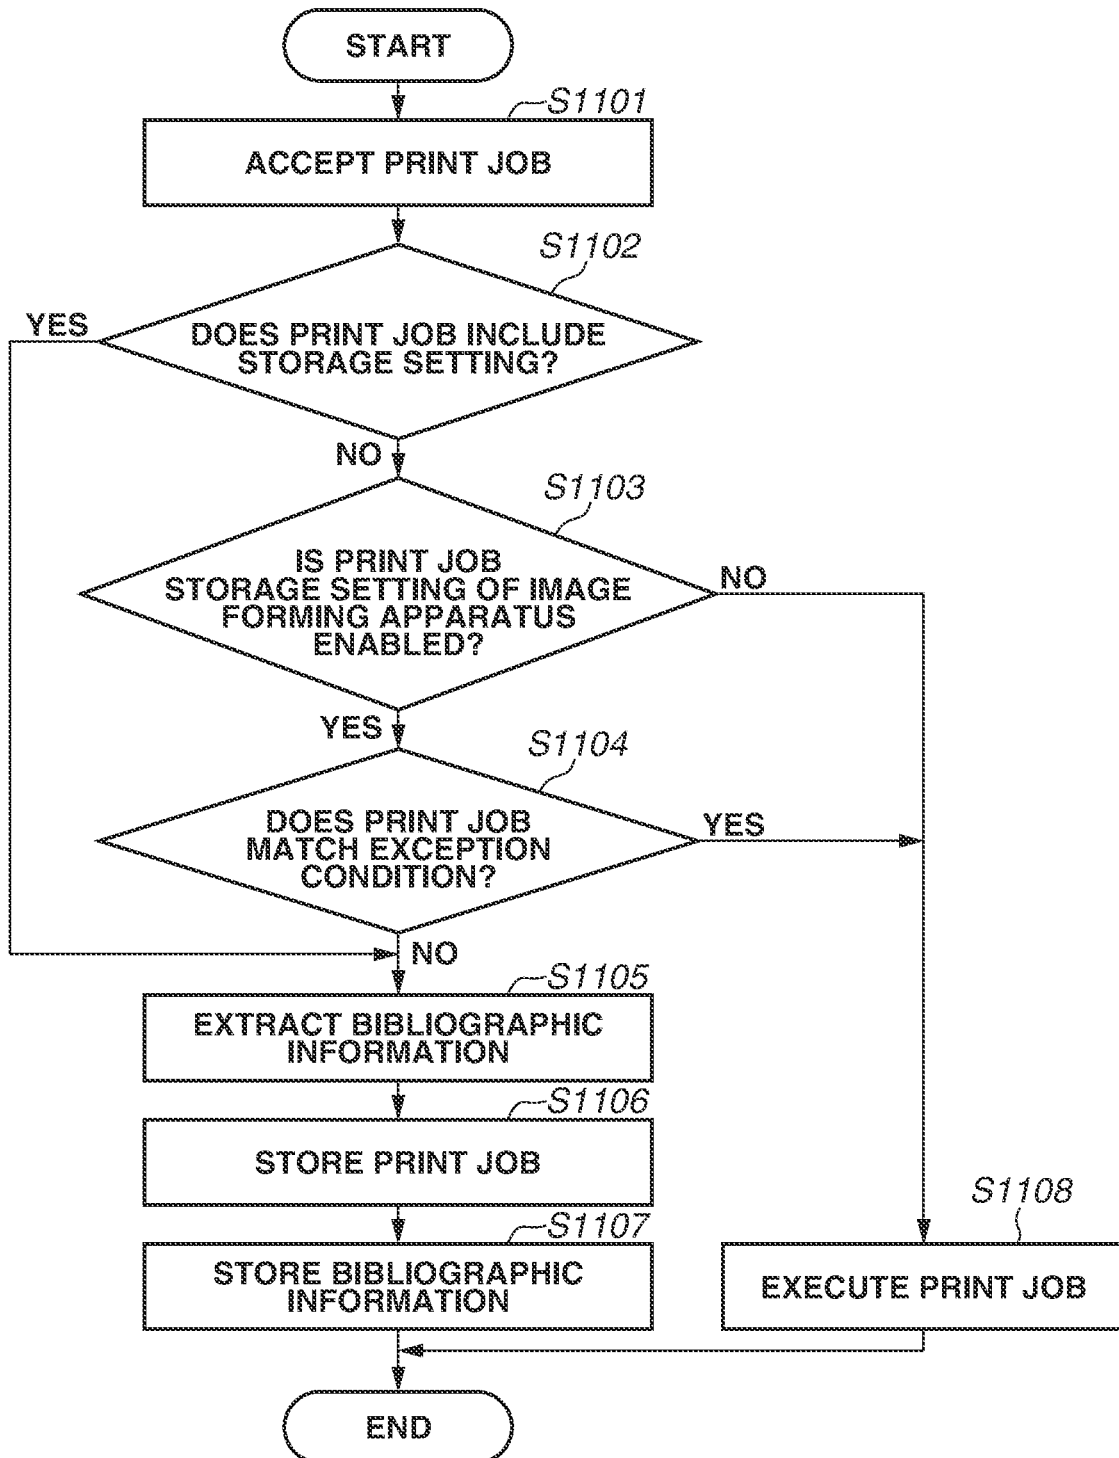 START
S1101
ACCEPT PRINT JOB
S1102
YES
DOES PRINT JOB INCLUDE
STORAGE SETTING?
NO
S1103
IS PRINT JOB
STORAGE SETTING OF IMAGE
FORMING APPARATUS
ENABLED?
NO
YES
S1104
DOES PRINT JOB
MATCH EXCEPTION
CONDITION?
YES
NO
S1105
EXTRACT BIBLIOGRAPHIC
INFORMATION
S1106
STORE PRINT JOB
S1107
STORE BIBLIOGRAPHIC
INFORMATION
S1108
EXECUTE PRINT JOB
END